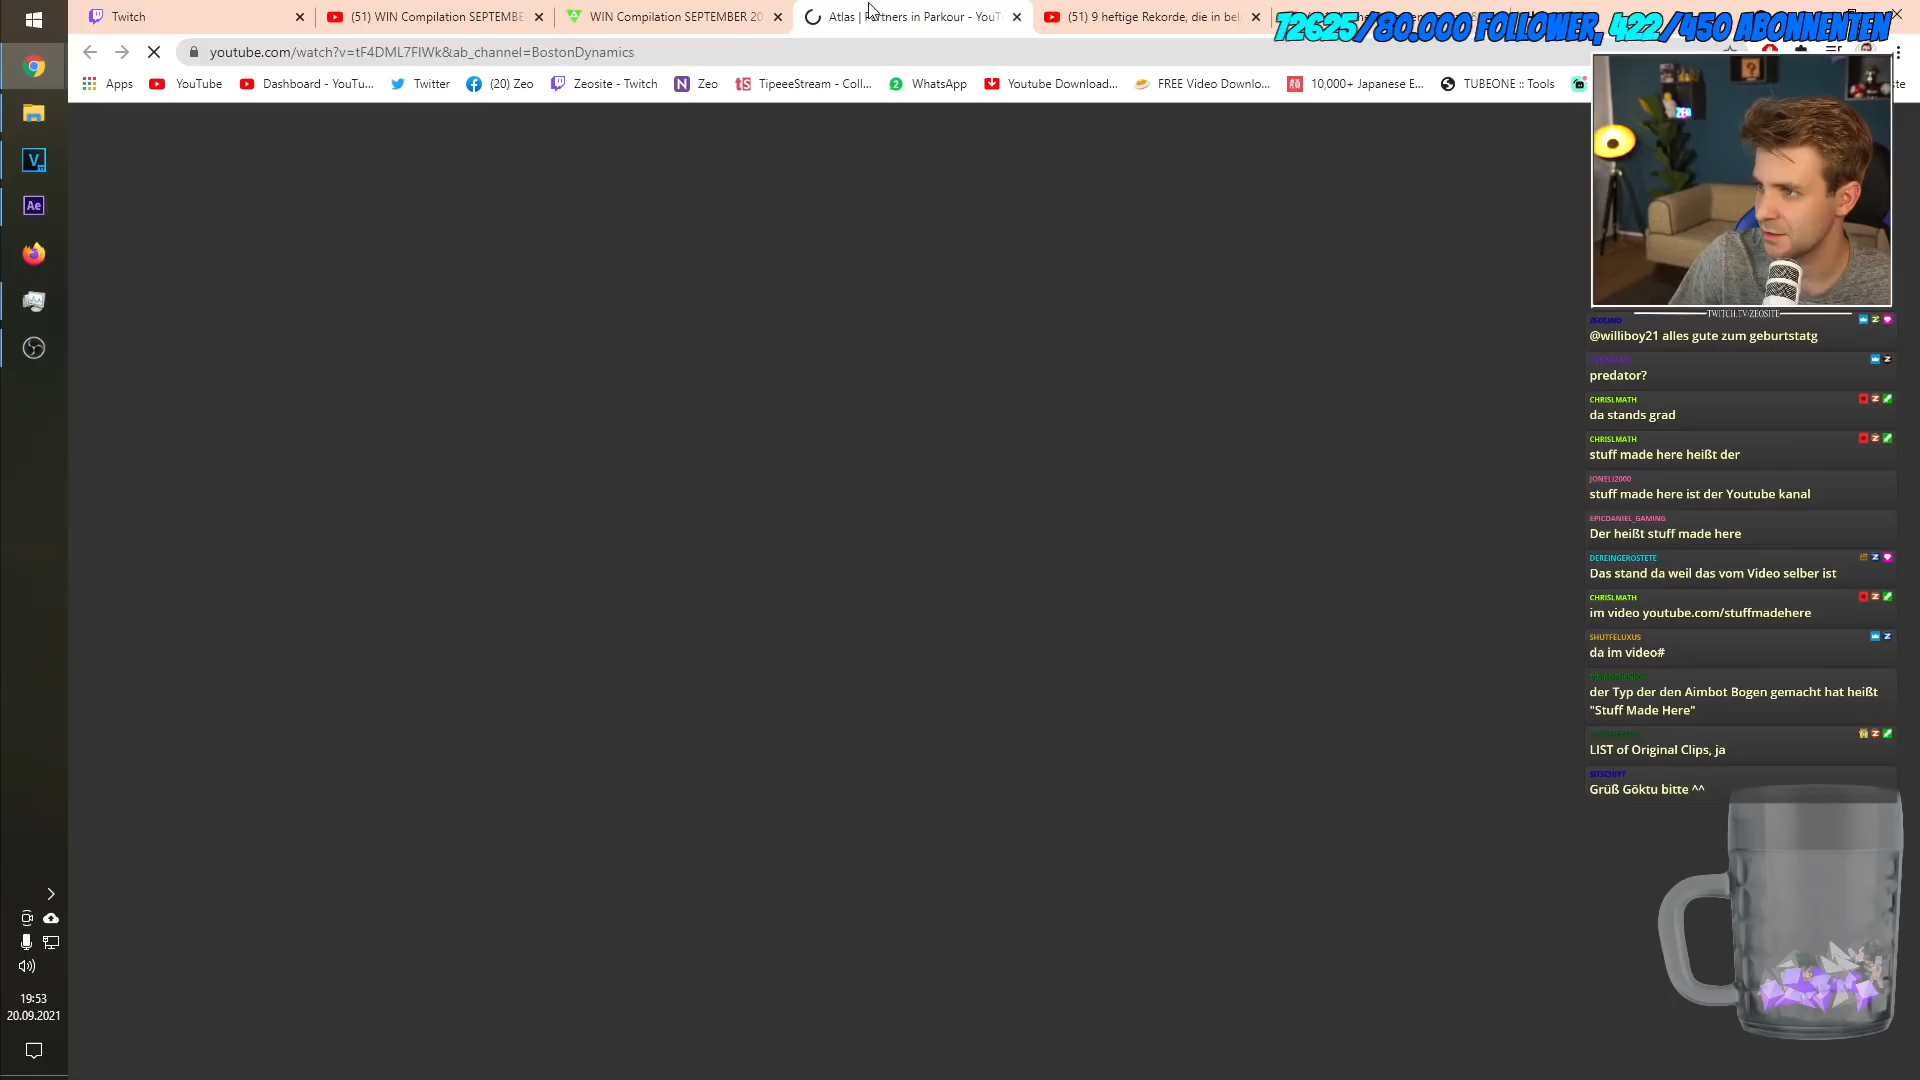 Twitch
(51) WIN Compilation SEPTEMBE
WIN Compilation SEPTEMBER 20
Atlas | Partners in Parkour - YouT
(51) 9 heftige Rekorde, die in bei
72625/80.000 FOLLOWER, 422/450 ABONNENTEN
youtube.com/watch?v=tF4DML7FIWk&ab_channel=BostonDynamics
Apps
YouTube
Dashboard - YouTu...
Twitter
(20) Zeo
Zeosite - Twitch
Zeo
TipeeeStream - Coll...
WhatsApp
Youtube Download...
FREE Video Downlo...
10,000+ Japanese E...
TUBEONE :: Tools
TWITCH.TV/ZEOSITE
@williboy21 alles gute zum geburtstatg
predator?
CHRISLMATH
da stands grad
CHRISLMATH
stuff made here heißt der
JONELI2000
stuff made here ist der Youtube kanal
EPICDANIEL_GAMING
Der heißt stuff made here
DEREINGEROSTETE
Das stand da weil das vom Video selber ist
CHRISLMATH
im video youtube.com/stuffmadehere
SHUTFELUXUS
da im video#
der Typ der den Aimbot Bogen gemacht hat heißt
"Stuff Made Here"
LIST of Original Clips, ja
Grüß Göktu bitte ^^
19:53
20.09.2021